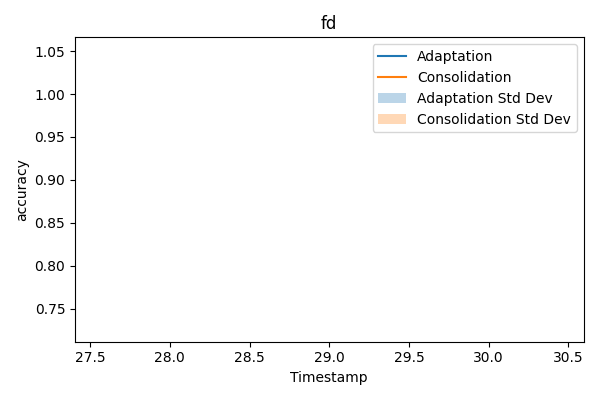 fd
1.05
1.00
0.95
0.90
0.85
0.80
0.75
accuracy
Adaptation
Consolidation
Adaptation Std Dev
Consolidation Std Dev
27.5 28.0 28.5 29.0 29.5 30.0 30.5
Timestamp